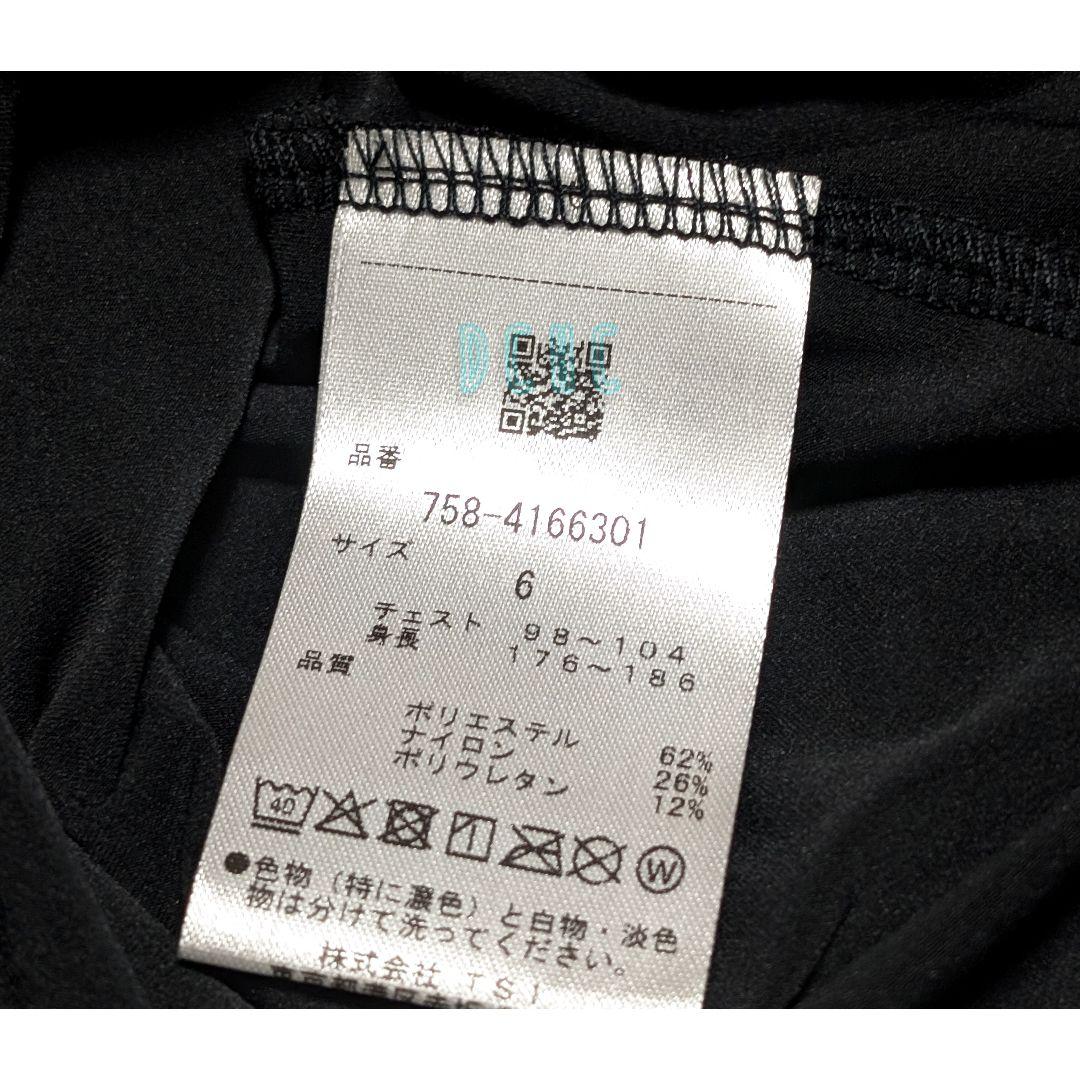 DCMC
品番
758-4166301
サイズ
6
チェスト 98～104
身長 176～186
品質
ポリエステル 62%
ナイロン 26%
ポリウレタン 12%
40
1
W
●色物(特に濃色)と白物・淡色
物は分けて洗ってください。
株式会社 TSI